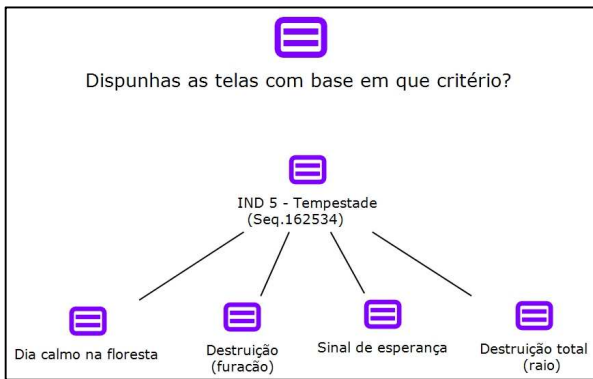 Dispunhas as telas com base em que critério?
IND 5 - Tempestade
(Seq.162534)
Dia calmo na floresta
Destruição
(furacão)
Sinal de esperança
Destruição total
(raio)